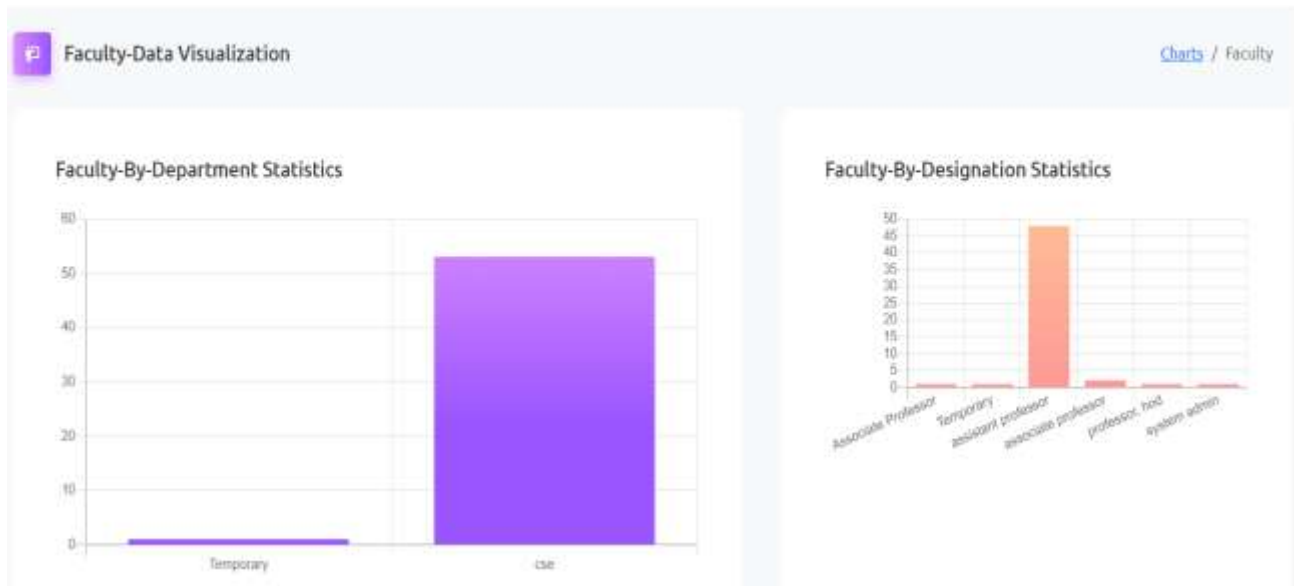 Faculty-Data Visualization
Charts / Faculty
Faculty-By-Department Statistics
60
50
40
30
20
10
0
Temporary
cse
Faculty-By-Designation Statistics
50
45
40
35
30
25
20
15
10
5
0
Associate Professor
Temporary
assistant professor
associate professor
professor, hod
system admin